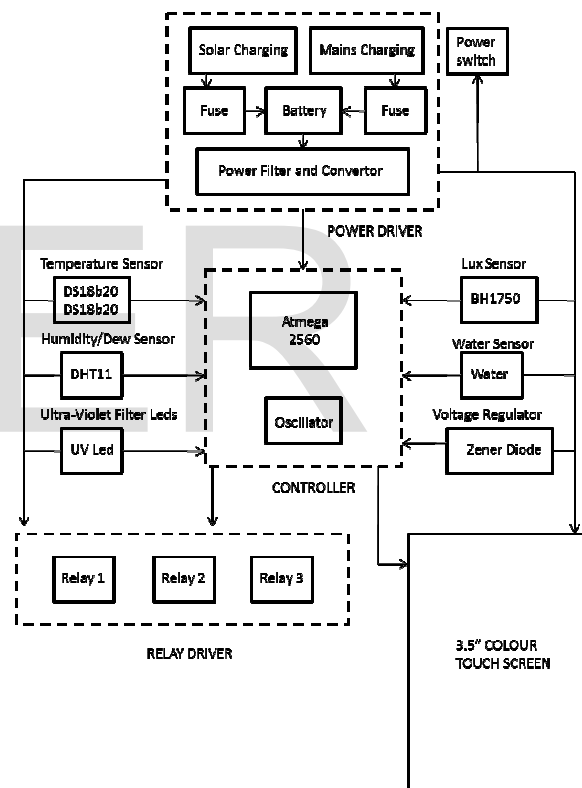 Solar Charging
Mains Charging
Power
switch
Fuse
Battery
Fuse
Power Filter and Convertor
POWER DRIVER
Temperature Sensor
DS18b20
DS18b20
Humidity/Dew Sensor
DHT11
Ultra-Violet Filter Leds
UV Led
Atmega
2560
Oscillator
CONTROLLER
Lux Sensor
BH1750
Water Sensor
Water
Voltage Regulator
Zener Diode
Relay 1
Relay 2
Relay 3
RELAY DRIVER
3.5" COLOUR
TOUCH SCREEN
ER